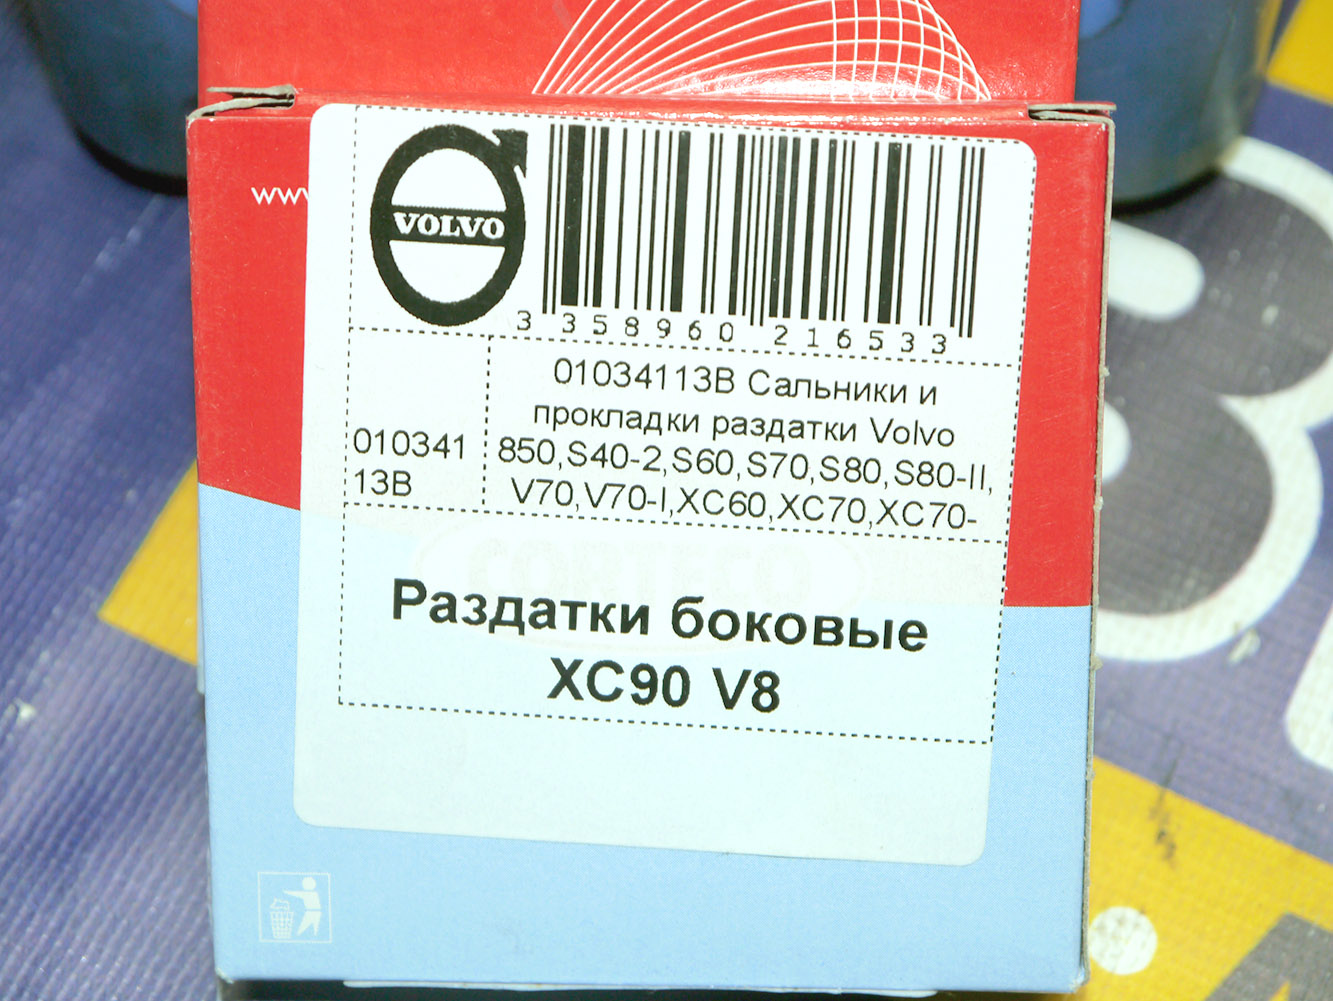 www
VOLVO
3 358960 216533
01034113B Сальники и
прокладки раздатки Volvo
850,S40-2,S60,S70,S80,S80-II,
V70,V70-I,XC60,XC70,XC70-
010341
13B
CORTECO
Раздатки боковые
XC90 V8